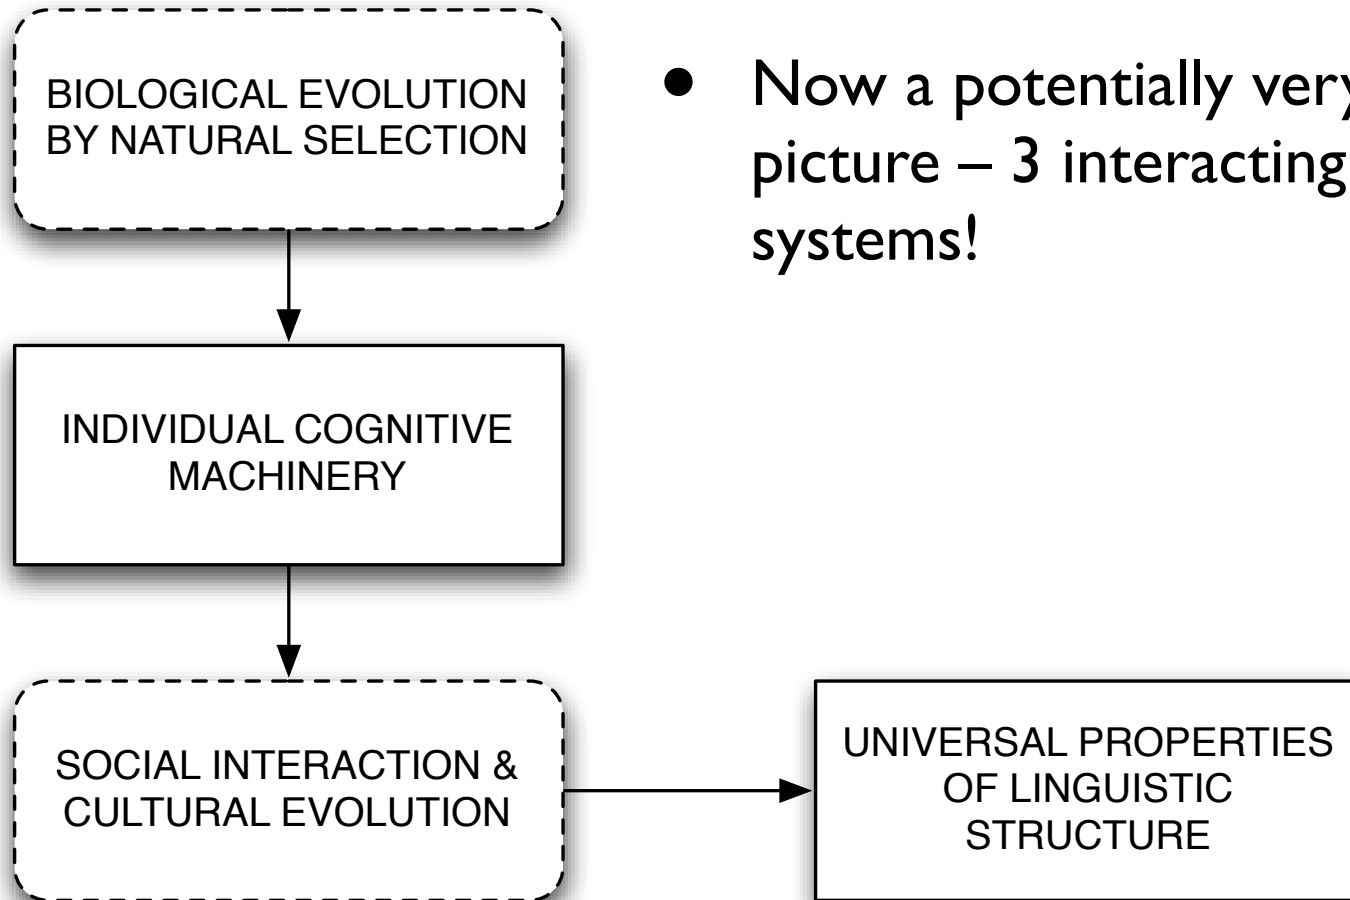 BIOLOGICAL EVOLUTION
BY NATURAL SELECTION
• Now a potentially very
picture – 3 interacting
systems!
INDIVIDUAL COGNITIVE
MACHINERY
SOCIAL INTERACTION &
CULTURAL EVOLUTION
UNIVERSAL PROPERTIES
OF LINGUISTIC
STRUCTURE